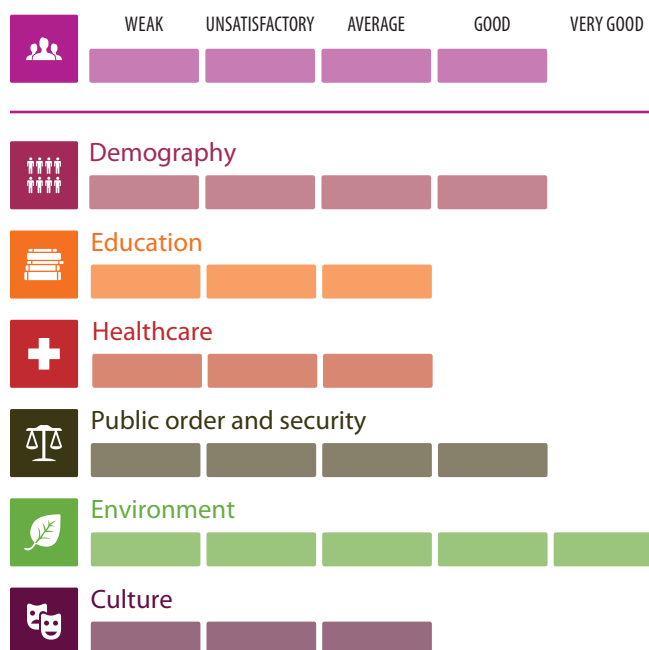 WEAK UNSATISFACTORY AVERAGE GOOD VERY GOOD
Demography
Education
Healthcare
Public order and security
Environment
Culture